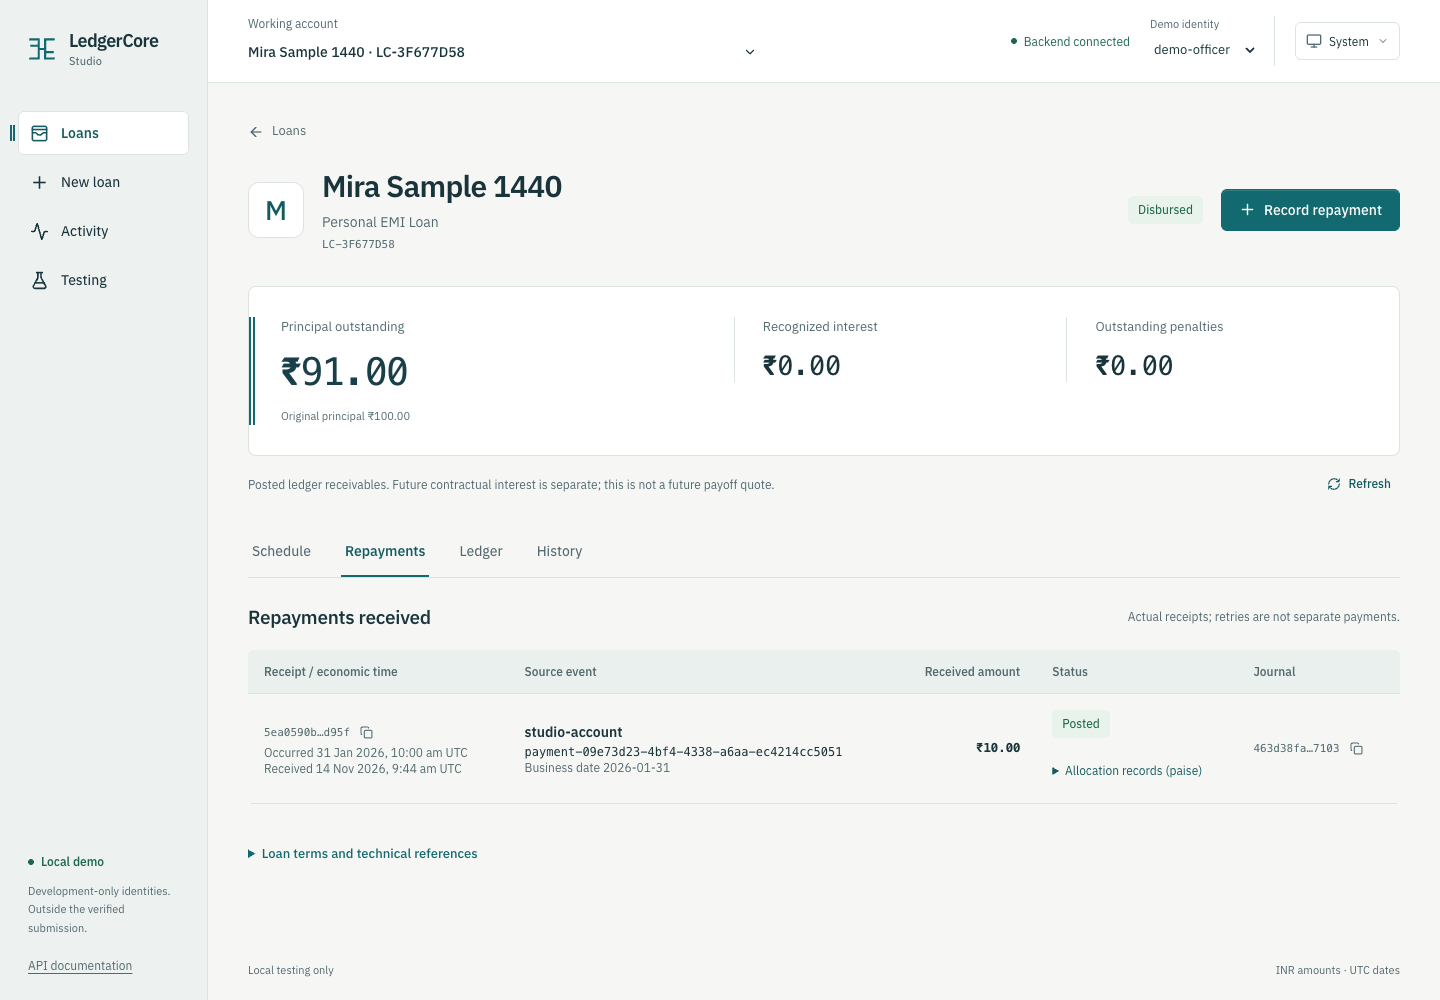 LedgerCore
Studio
Loans
New loan
Activity
Testing
Local demo
Development-only identities.
Outside the verified
submission.
API documentation
Working account
Mira Sample 1440 · LC-3F677D58
Backend connected
Demo identity
demo-officer
System
Loans
M
Mira Sample 1440
Personal EMI Loan
LC-3F677D58
Disbursed
Record repayment
Principal outstanding
₹91.00
Original principal ₹100.00
Recognized interest
₹0.00
Outstanding penalties
₹0.00
Posted ledger receivables. Future contractual interest is separate; this is not a future payoff quote.
Refresh
Schedule
Repayments
Ledger
History
Repayments received
Actual receipts; retries are not separate payments.
Receipt / economic time
Source event
Received amount
Status
Journal
5ea0590b…d95f
Occurred 31 Jan 2026, 10:00 am UTC
Received 14 Nov 2026, 9:44 am UTC
studio-account
payment-09e73d23-4bf4-4338-a6aa-ec4214cc5051
Business date 2026-01-31
₹10.00
Posted
Allocation records (paise)
463d38fa…7103
Loan terms and technical references
Local testing only
INR amounts · UTC dates